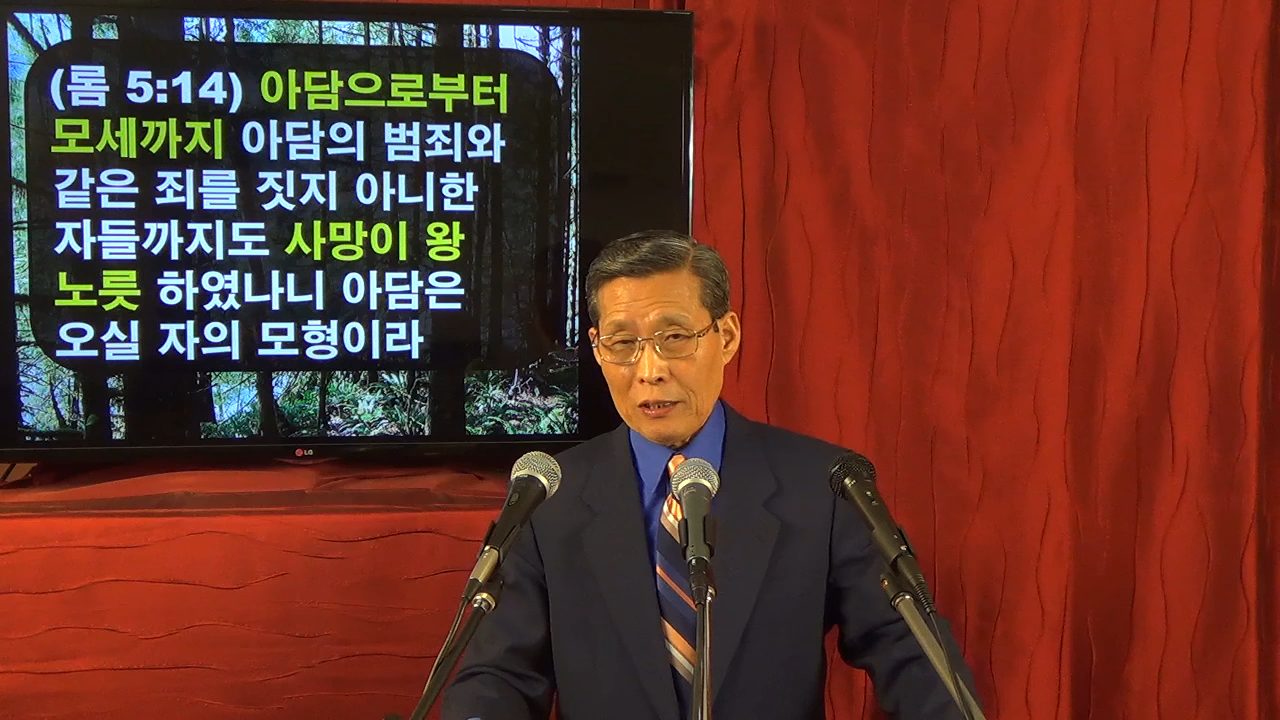 (롬 5:14) 아담으로부터
모세까지 아담의 범죄와
같은 죄를 짓지 아니한
자들까지도 사망이 왕
노릇 하였나니 아담은
오실 자의 모형이라
LG